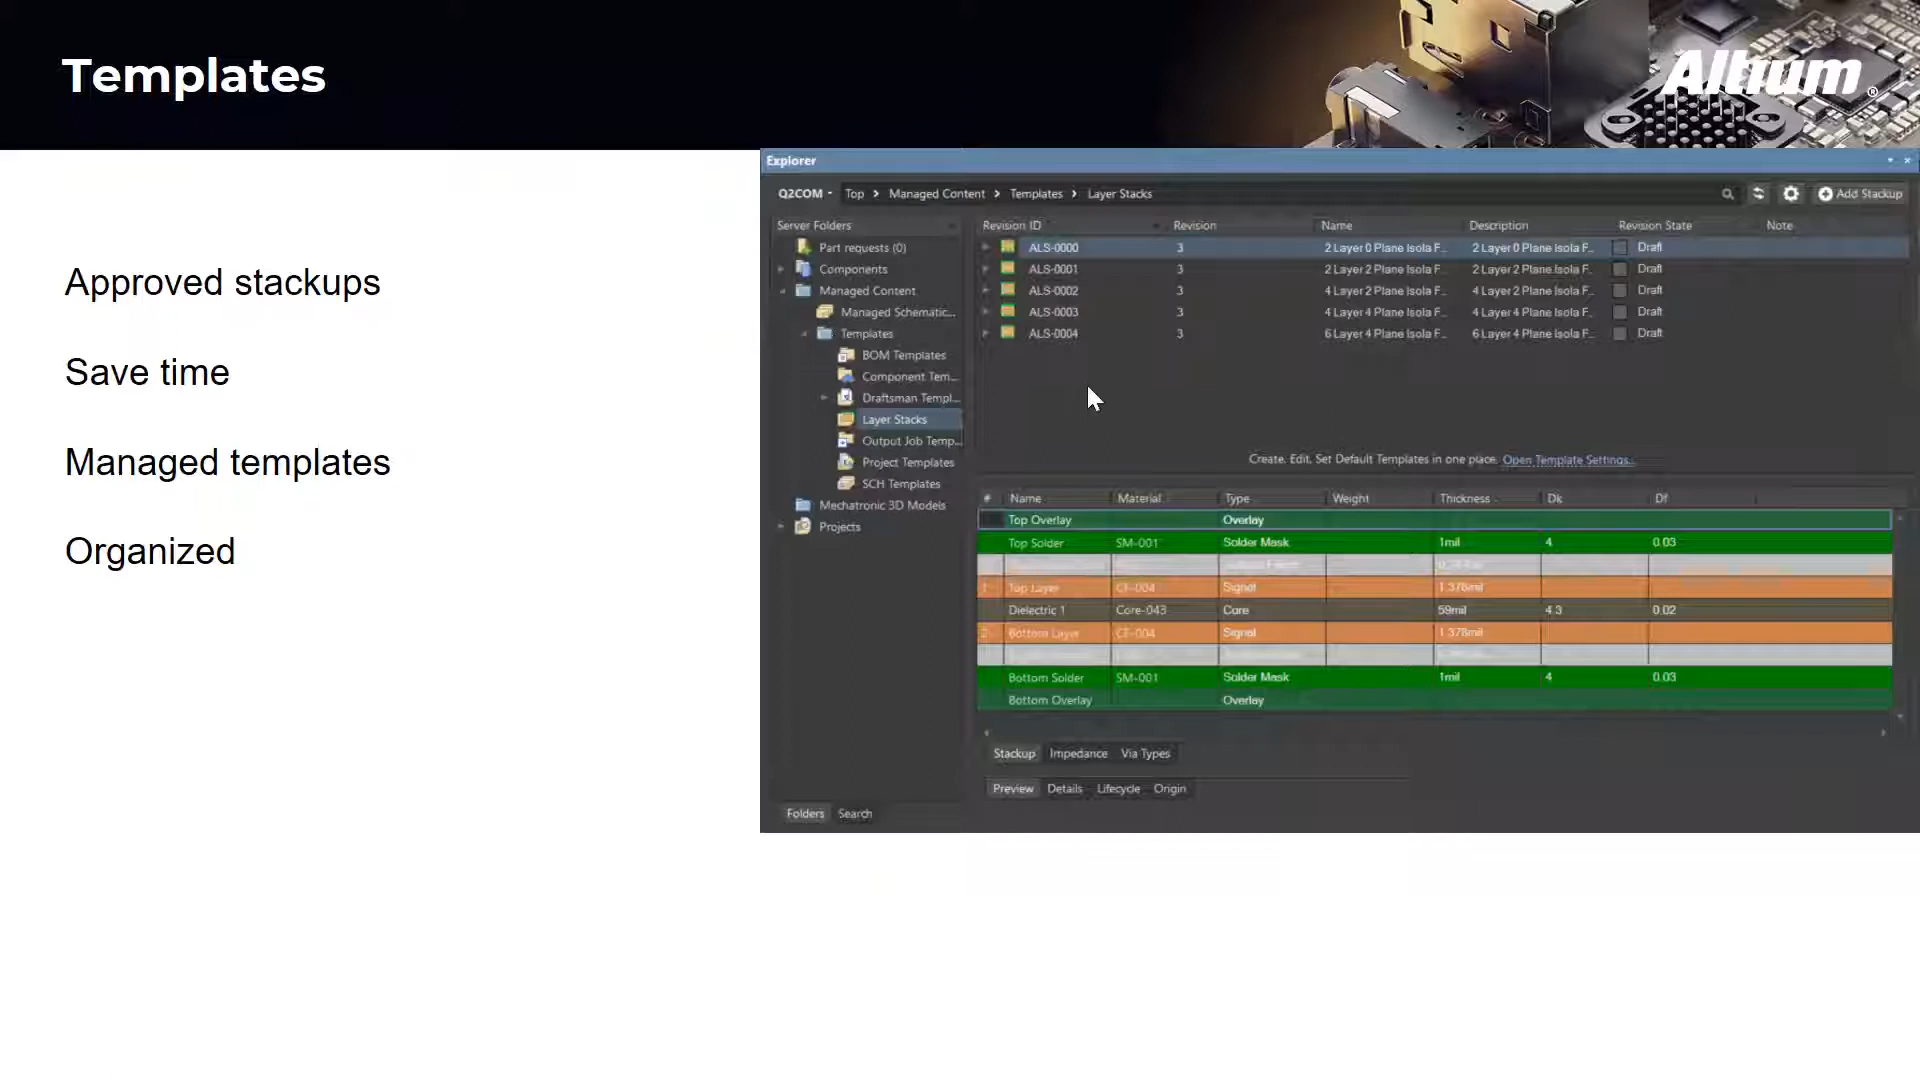 Templates
Altium®
Approved stackups
Save time
Managed templates
Organized
Explorer
Q2COM Top > Managed Content > Templates > Layer Stacks Add Stackup
Server Folders
Part requests (0)
Components
Managed Content
Managed Schematic...
Templates
BOM Templates
Component Tem...
Draftsman Templ...
Layer Stacks
Output Job Temp...
Project Templates
SCH Templates
Mechatronic 3D Models
Projects
Folders Search
Revision ID Revision Name Description Revision State Note
ALS-0000 3 2 Layer 0 Plane Isola F... 2 Layer 0 Plane Isola F... Draft
ALS-0001 3 2 Layer 2 Plane Isola F... 2 Layer 2 Plane Isola F... Draft
ALS-0002 3 4 Layer 2 Plane Isola F... 4 Layer 2 Plane Isola F... Draft
ALS-0003 3 4 Layer 4 Plane Isola F... 4 Layer 4 Plane Isola F... Draft
ALS-0004 3 6 Layer 4 Plane Isola F... 6 Layer 4 Plane Isola F... Draft
Create. Edit. Set Default Templates in one place. Open Template Settings...
# Name Material Type Weight Thickness Dk Df
Top Overlay Overlay
Top Solder SM-001 Solder Mask 1mil 4 0.03
1 Top Layer CF-004 Signal 1.378mil
Dielectric 1 Core-043 Core 59mil 4.3 0.02
2 Bottom Layer CF-004 Signal 1.378mil
Bottom Solder SM-001 Solder Mask 1mil 4 0.03
Bottom Overlay Overlay
Stackup Impedance Via Types
Preview Details Lifecycle Origin